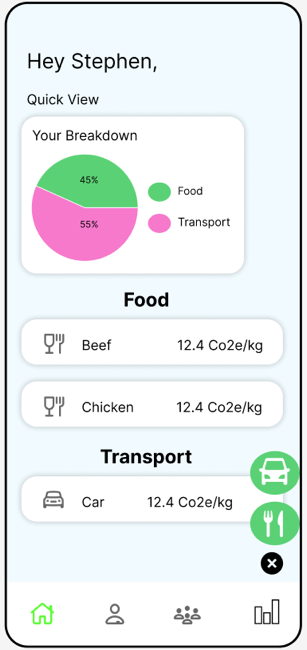 Hey Stephen,
Quick View
Your Breakdown
45%
Food
55%
Transport
Food
Beef 12.4 Co2e/kg
Chicken 12.4 Co2e/kg
Transport
Car 12.4 Co2e/kg